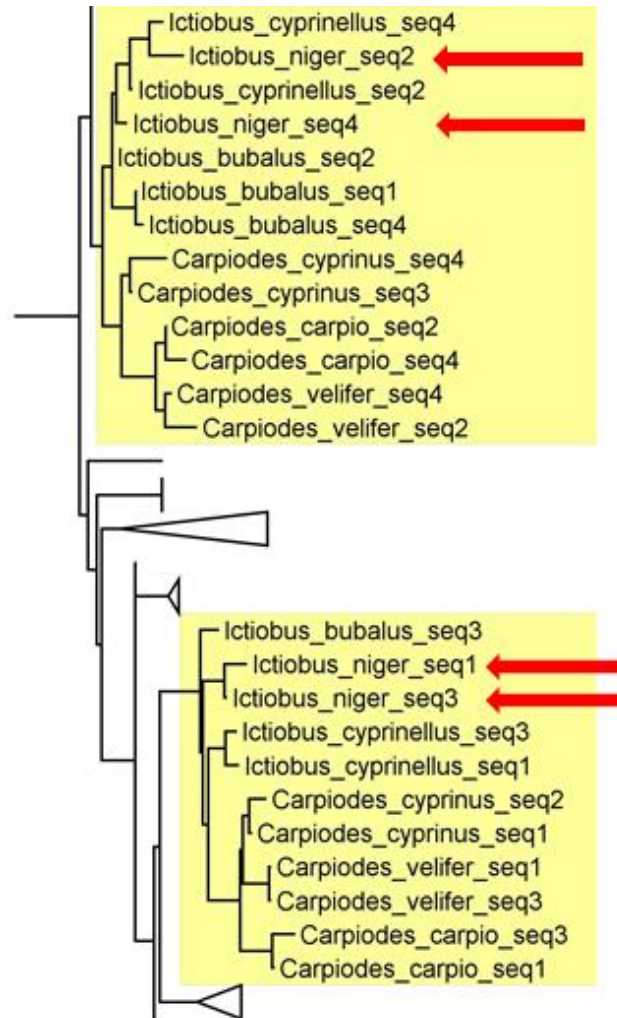 Ictiobus_cyprinellus_seq4
Ictiobus_niger_seq2
Ictiobus_cyprinellus_seq2
Ictiobus_niger_seq4
Ictiobus_bubalus_seq2
Ictiobus_bubalus_seq1
Ictiobus_bubalus_seq4
Carpiodes_cyprinus_seq4
Carpiodes_cyprinus_seq3
Carpiodes_carpio_seq2
Carpiodes_carpio_seq4
Carpiodes_velifer_seq4
Carpiodes_velifer_seq2
Ictiobus_bubalus_seq3
Ictiobus_niger_seq1
Ictiobus_niger_seq3
Ictiobus_cyprinellus_seq3
Ictiobus_cyprinellus_seq1
Carpiodes_cyprinus_seq2
Carpiodes_cyprinus_seq1
Carpiodes_velifer_seq1
Carpiodes_velifer_seq3
Carpiodes_carpio_seq3
Carpiodes_carpio_seq1